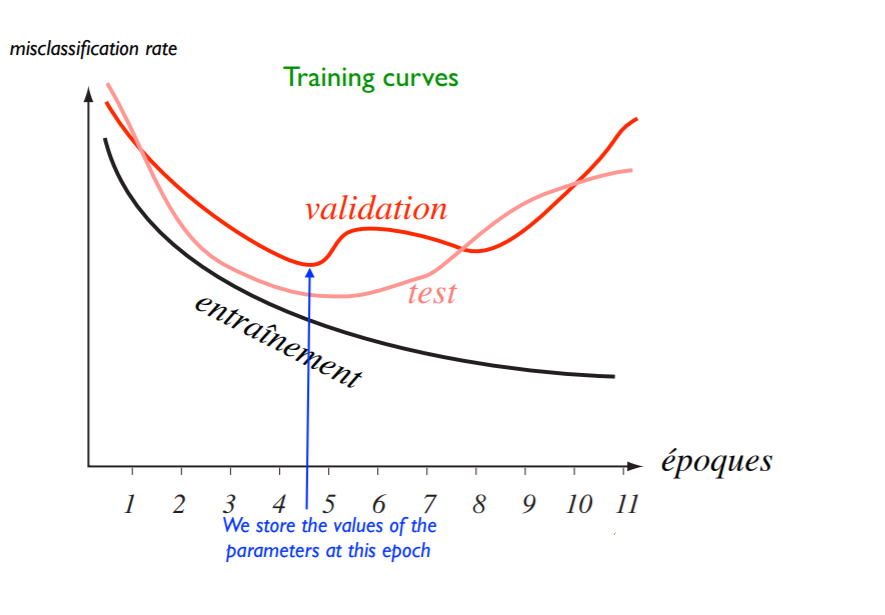 misclassification rate
Training curves
validation
test
entraînement
époques
1 2 3 4 5 6 7 8 9 10 11
We store the values of the
parameters at this epoch